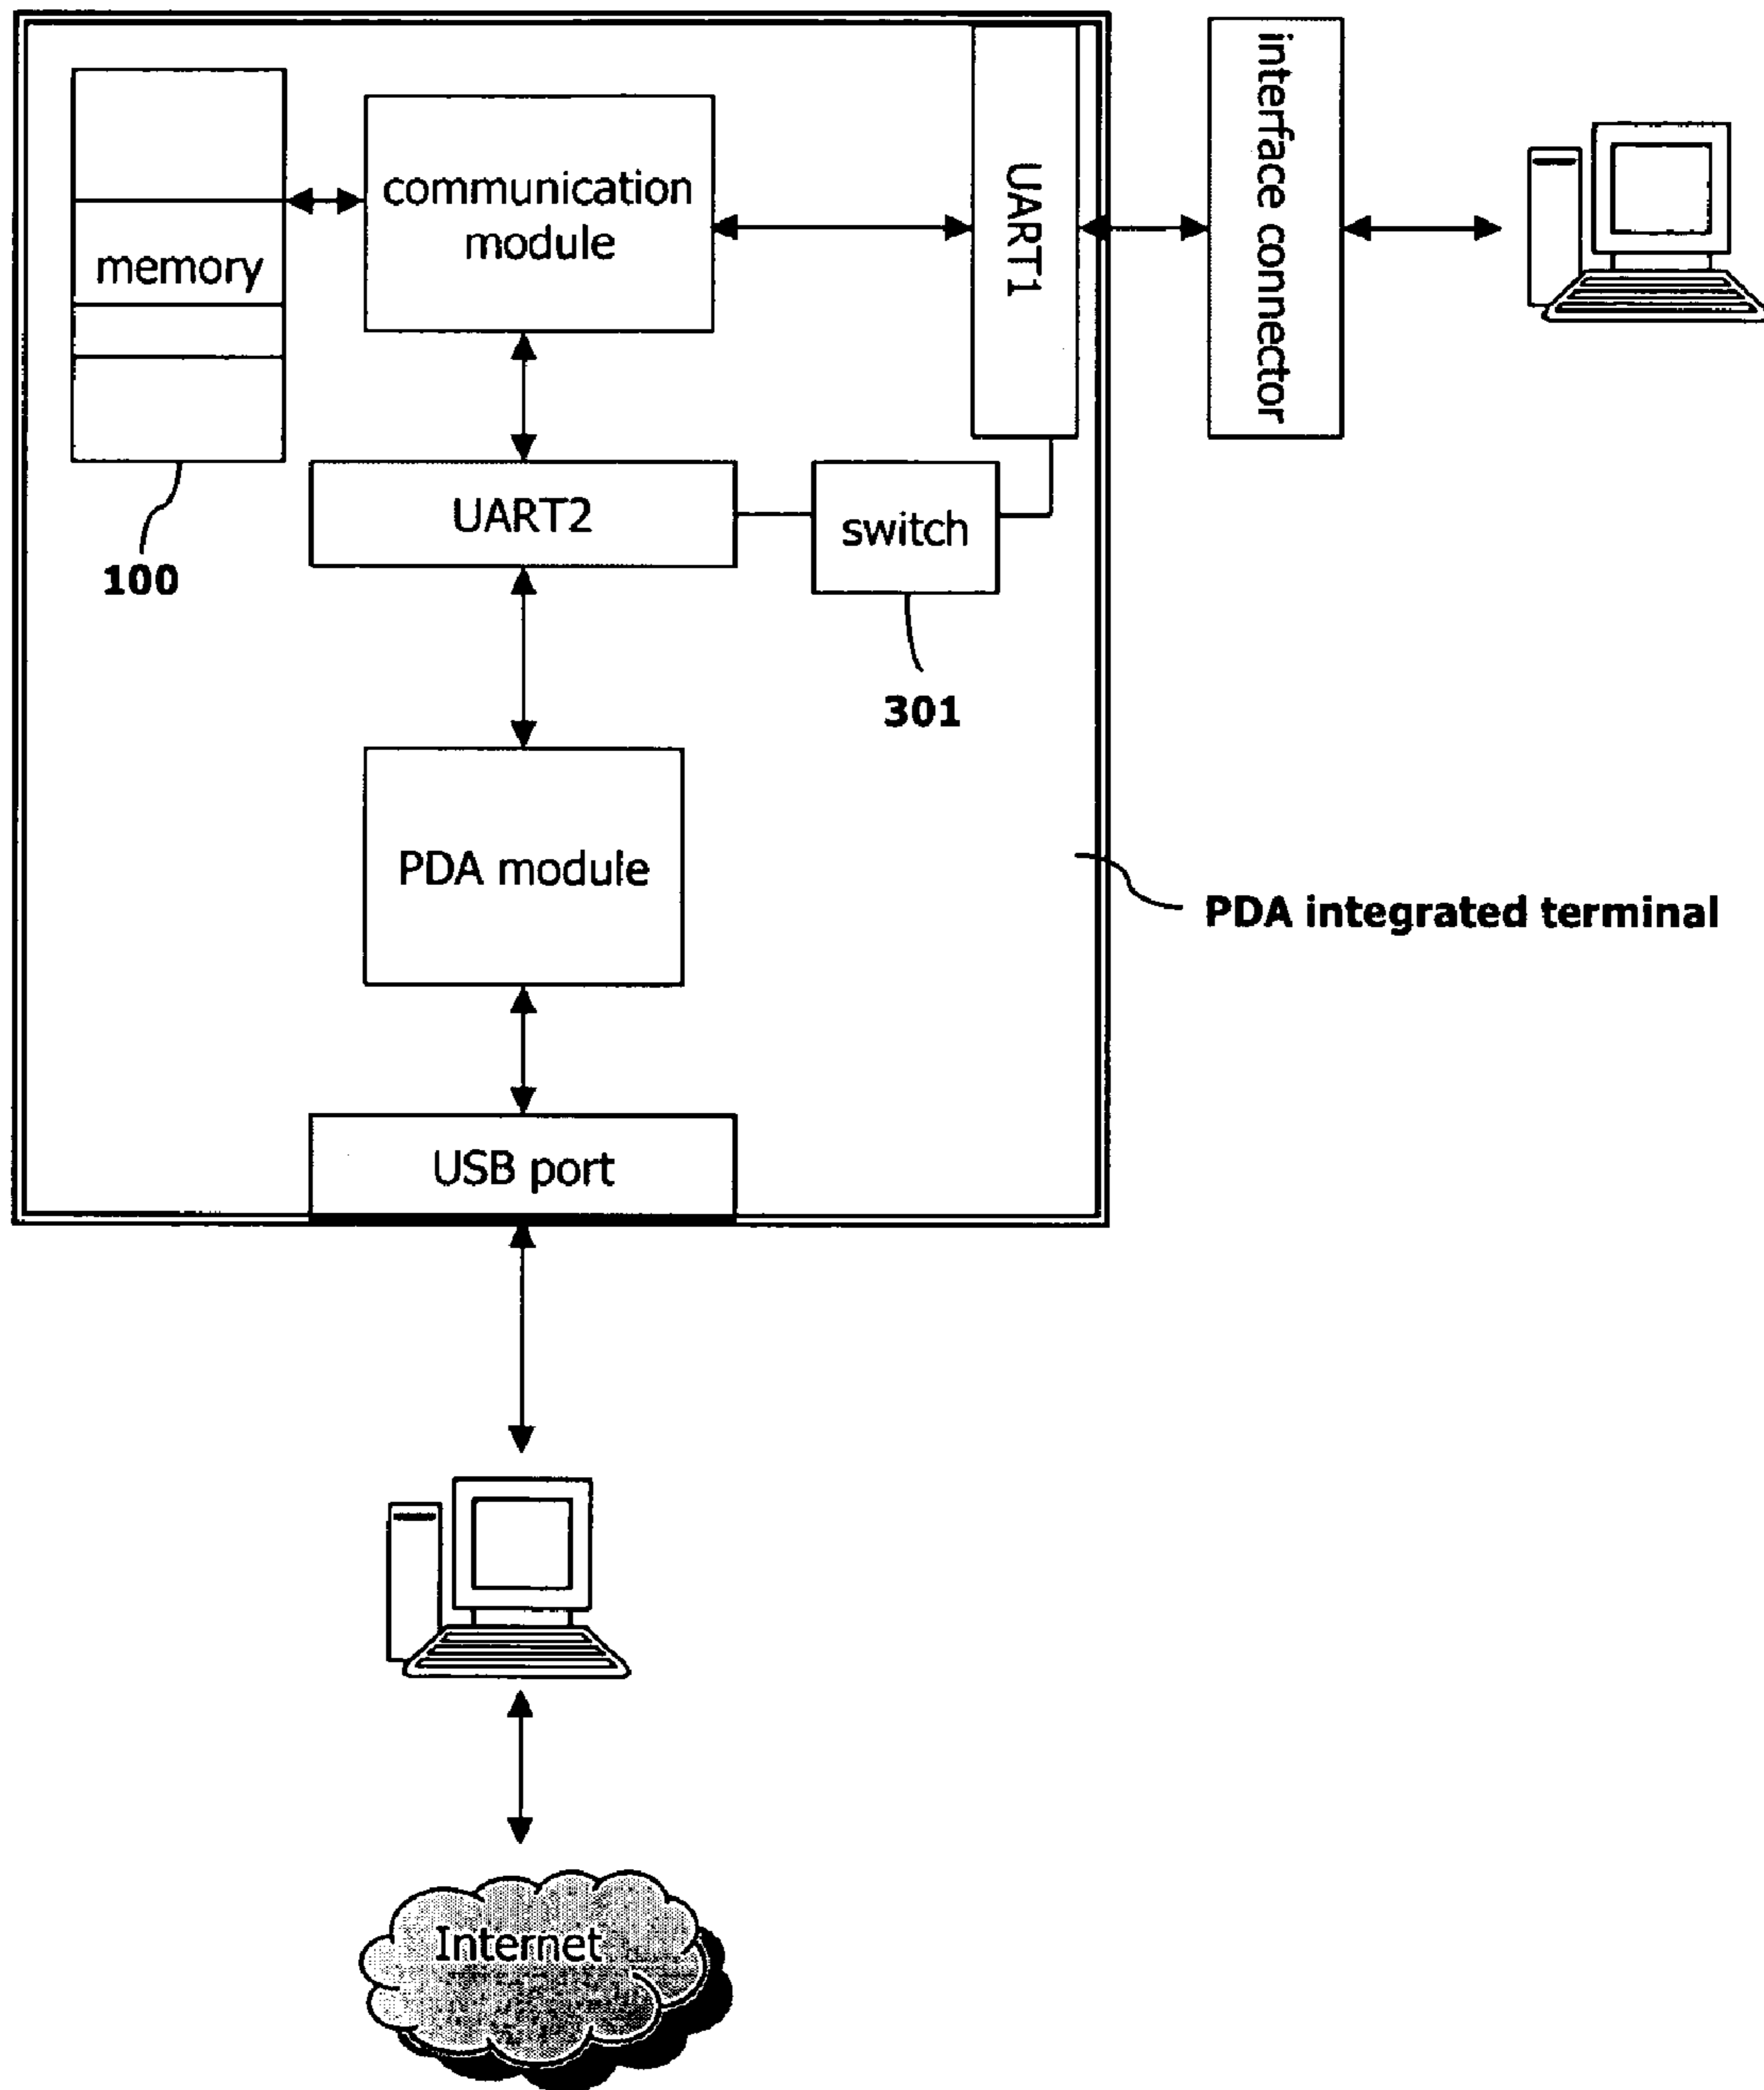 communication
module
memory
UART1
interface connector
UART2
switch
100
301
PDA module
PDA integrated terminal
USB port
Internet